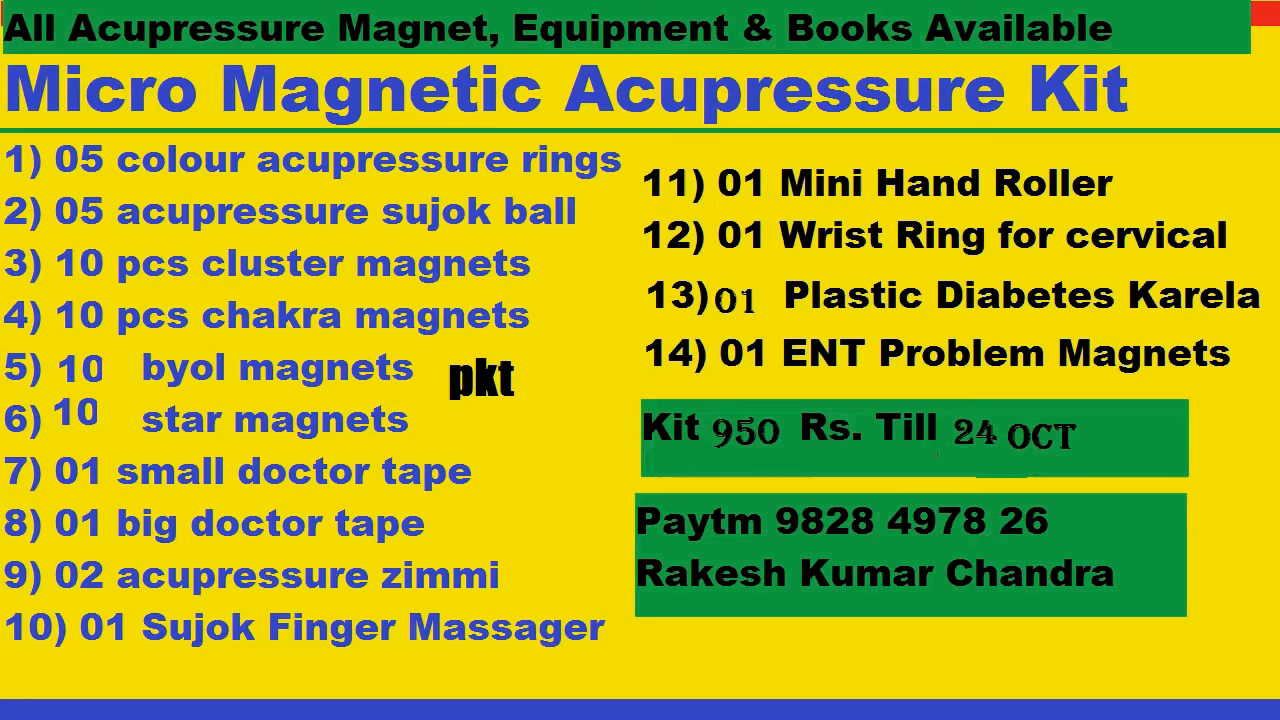 All Acupressure Magnet, Equipment & Books Available
Micro Magnetic Acupressure Kit
1) 05 colour acupressure rings
2) 05 acupressure sujok ball
3) 10 pcs cluster magnets
4) 10 pcs chakra magnets
5) 10 byol magnets pkt
6) 10 star magnets
7) 01 small doctor tape
8) 01 big doctor tape
9) 02 acupressure zimmi
10) 01 Sujok Finger Massager
11) 01 Mini Hand Roller
12) 01 Wrist Ring for cervical
13) 01 Plastic Diabetes Karela
14) 01 ENT Problem Magnets
Kit 950 Rs. Till 24 OCT
Paytm 9828 4978 26
Rakesh Kumar Chandra